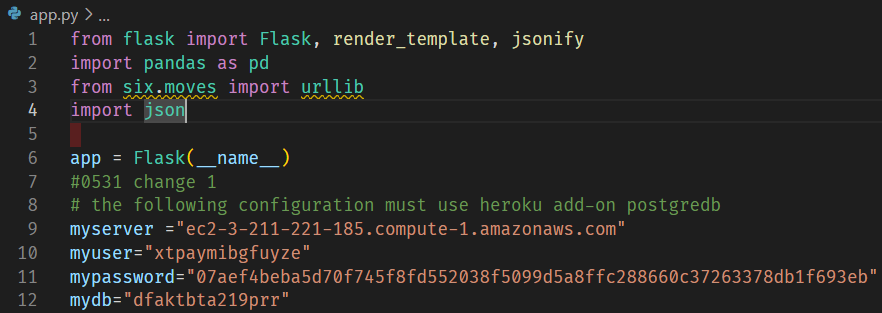 app.py > ...
1 from flask import Flask, render_template, jsonify
2 import pandas as pd
3 from six.moves import urllib
4 import json
5
6 app = Flask(__name__)
7 #0531 change 1
8 # the following configuration must use heroku add-on postgredb
9 myserver ="ec2-3-211-221-185.compute-1.amazonaws.com"
10 myuser="xtpaymibgfuyze"
11 mypassword="07aef4beba5d70f745f8fd552038f5099d5a8ffc288660c37263378db1f693eb"
12 mydb="dfaktbta219prr"